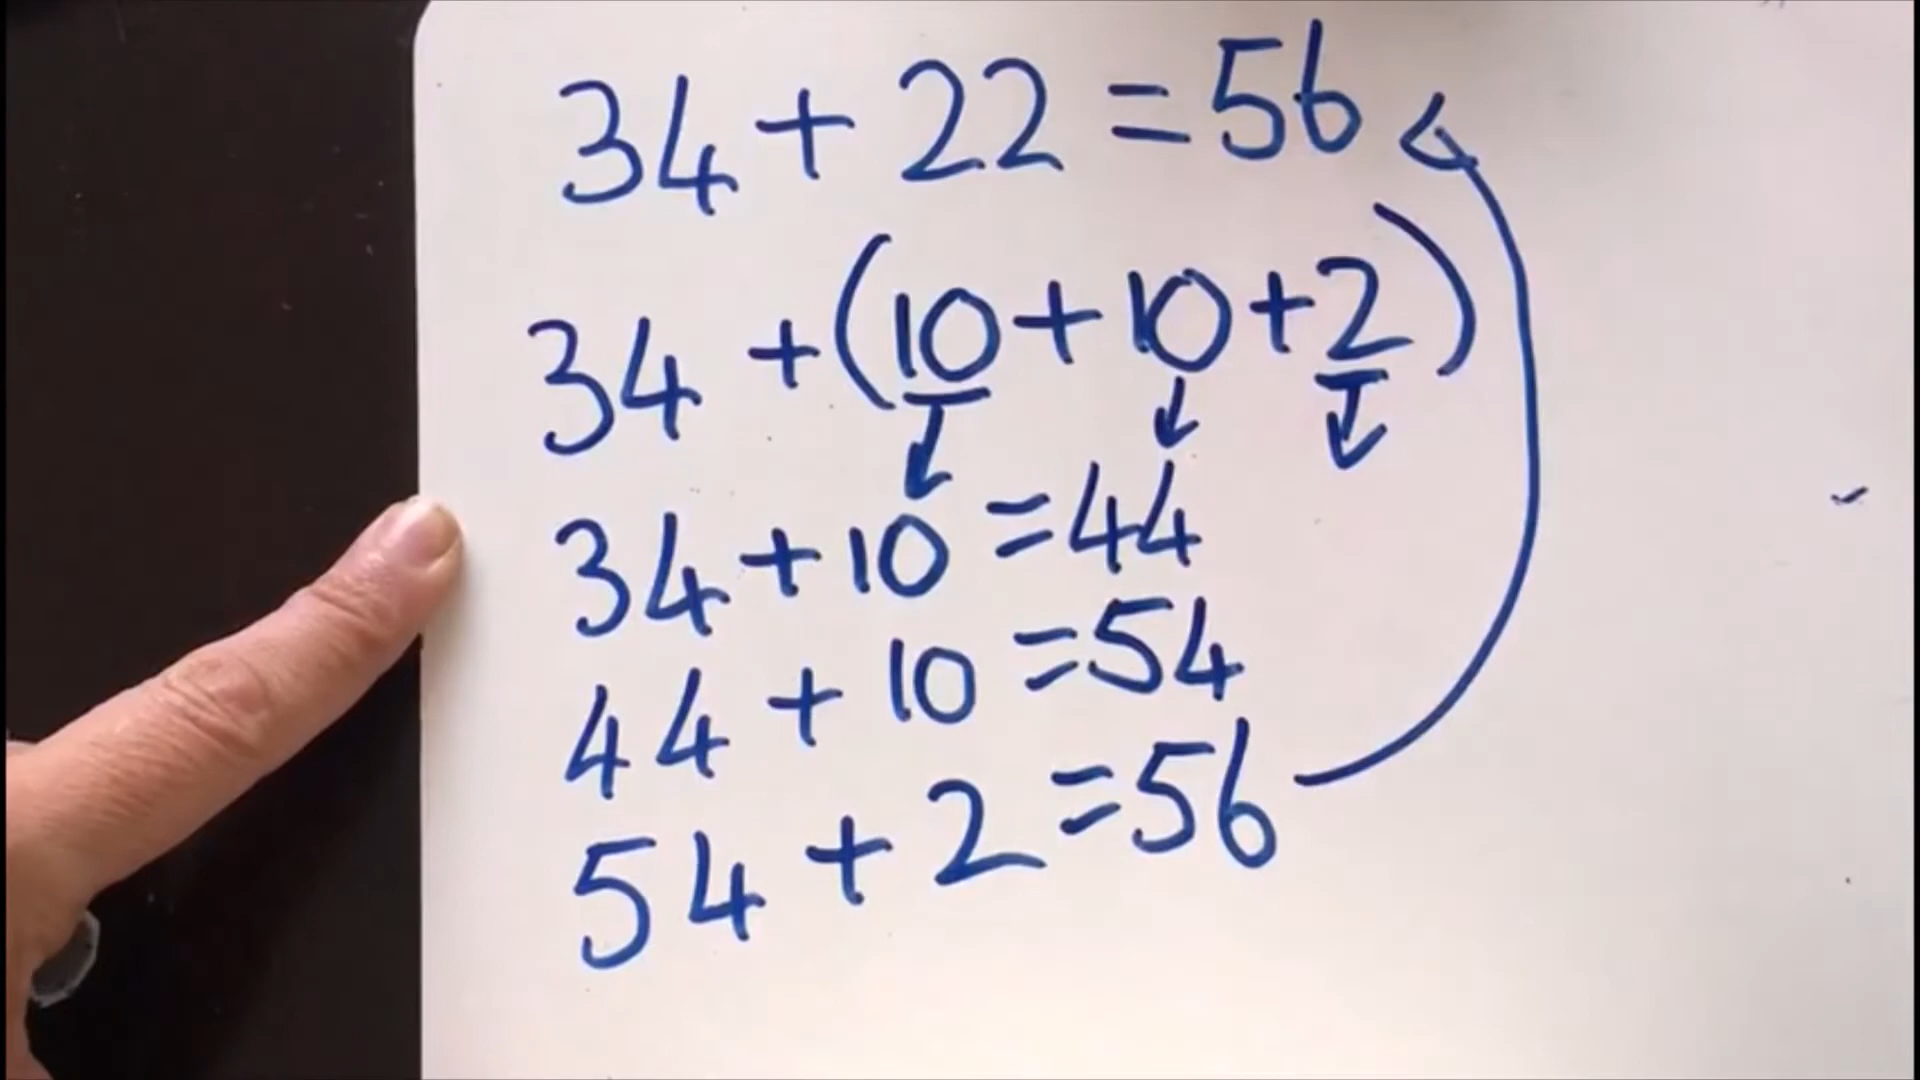 34 + 22 = 56
34 + (10 + 10 + 2)
34 + 10 = 44
44 + 10 = 54
54 + 2 = 56